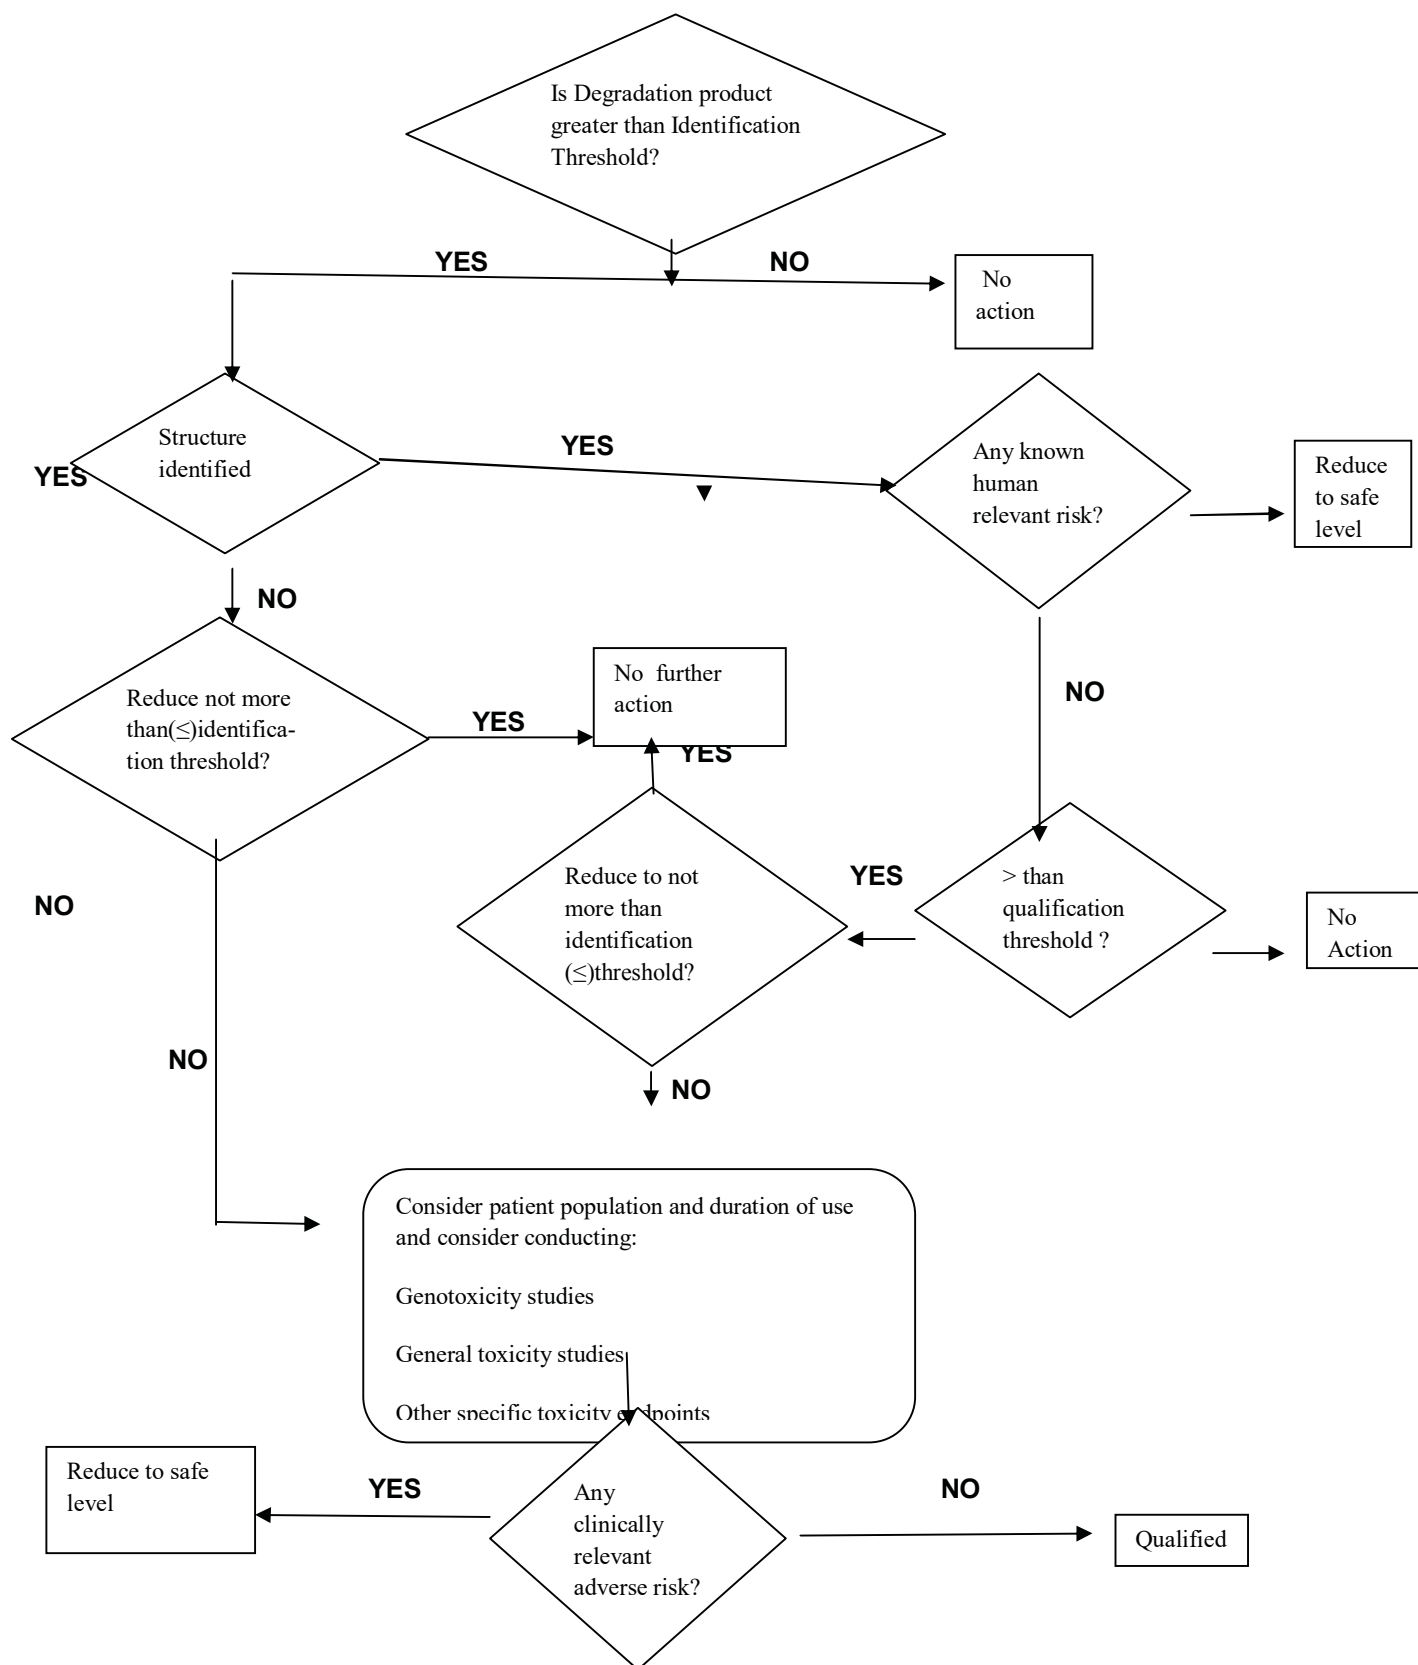 Is Degradation product
greater than Identification
Threshold?
YES
NO
No
action
Structure
identified
YES
YES
Any known
human
relevant risk?
Reduce
to safe
level
NO
Reduce not more
than(≤)identifica-
tion threshold?
YES
No further
action
YES
NO
Reduce to not
more than
identification
(≤)threshold?
YES
> than
qualification
threshold ?
No
Action
NO
NO
NO
Consider patient population and duration of use
and consider conducting:
Genotoxicity studies
General toxicity studies
Other specific toxicity endpoints
Reduce to safe
level
YES
Any
clinically
relevant
adverse risk?
NO
Qualified